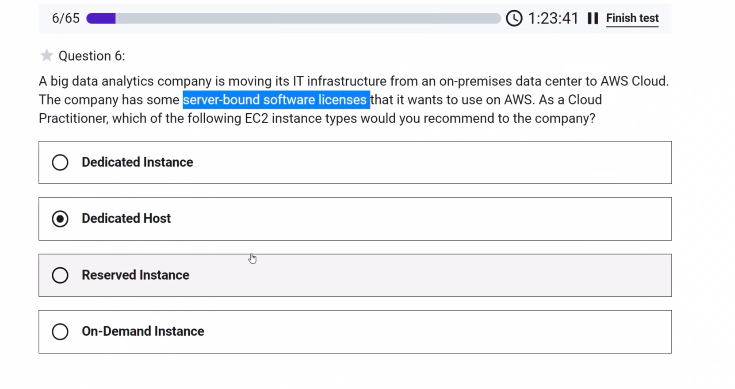 6/65 1:23:41 Finish test
Question 6:
A big data analytics company is moving its IT infrastructure from an on-premises data center to AWS Cloud.
The company has some server-bound software licenses that it wants to use on AWS. As a Cloud
Practitioner, which of the following EC2 instance types would you recommend to the company?
Dedicated Instance
Dedicated Host
Reserved Instance
On-Demand Instance